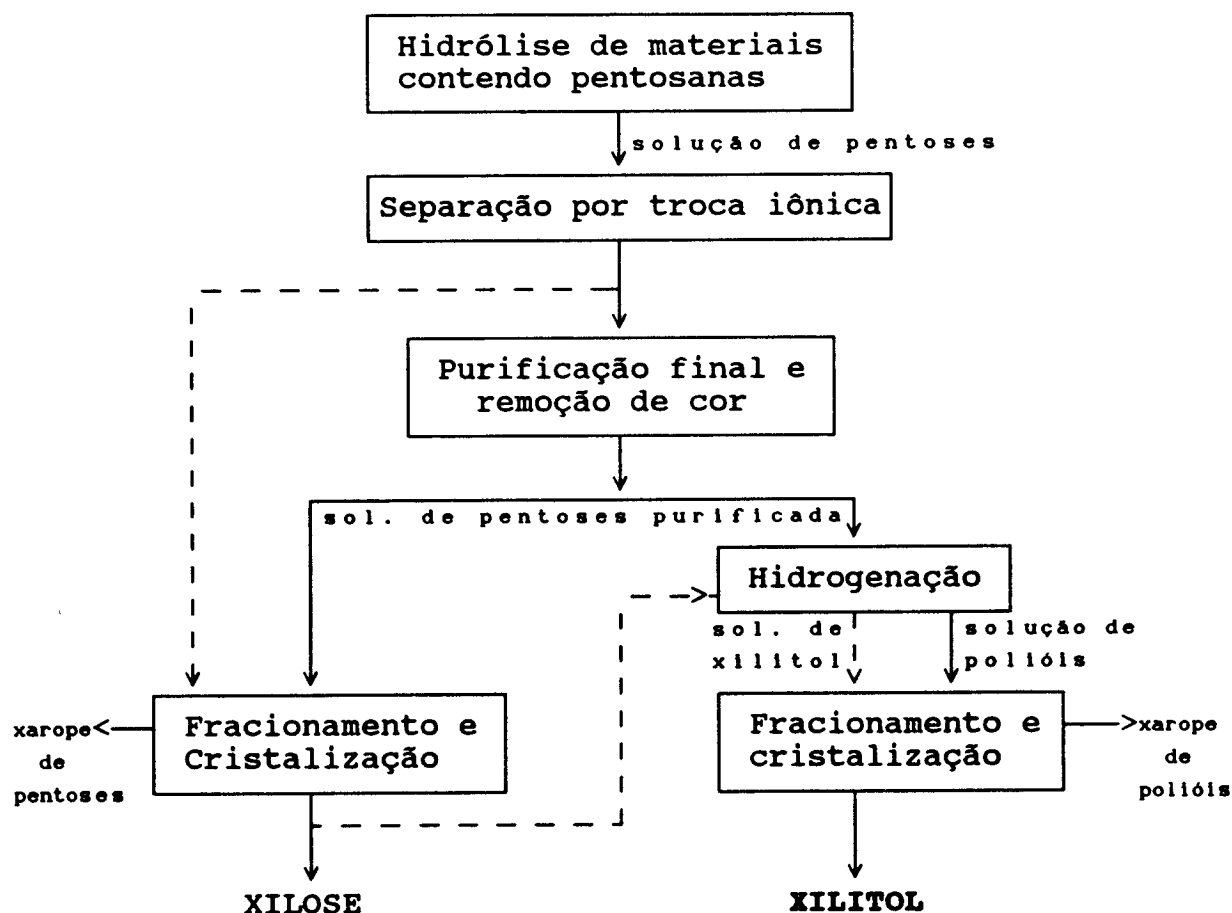 Hidrólise de materiais
contendo pentosanas
solução de pentoses
Separação por troca iônica
Purificação final e
remoção de cor
sol. de pentoses purificada
Hidrogenação
sol. de
xilitol
solução de
polióis
xarope
de
pentoses
Fracionamento e
Cristalização
Fracionamento e
cristalização
xarope
de
polióis
XILOSE
XILITOL